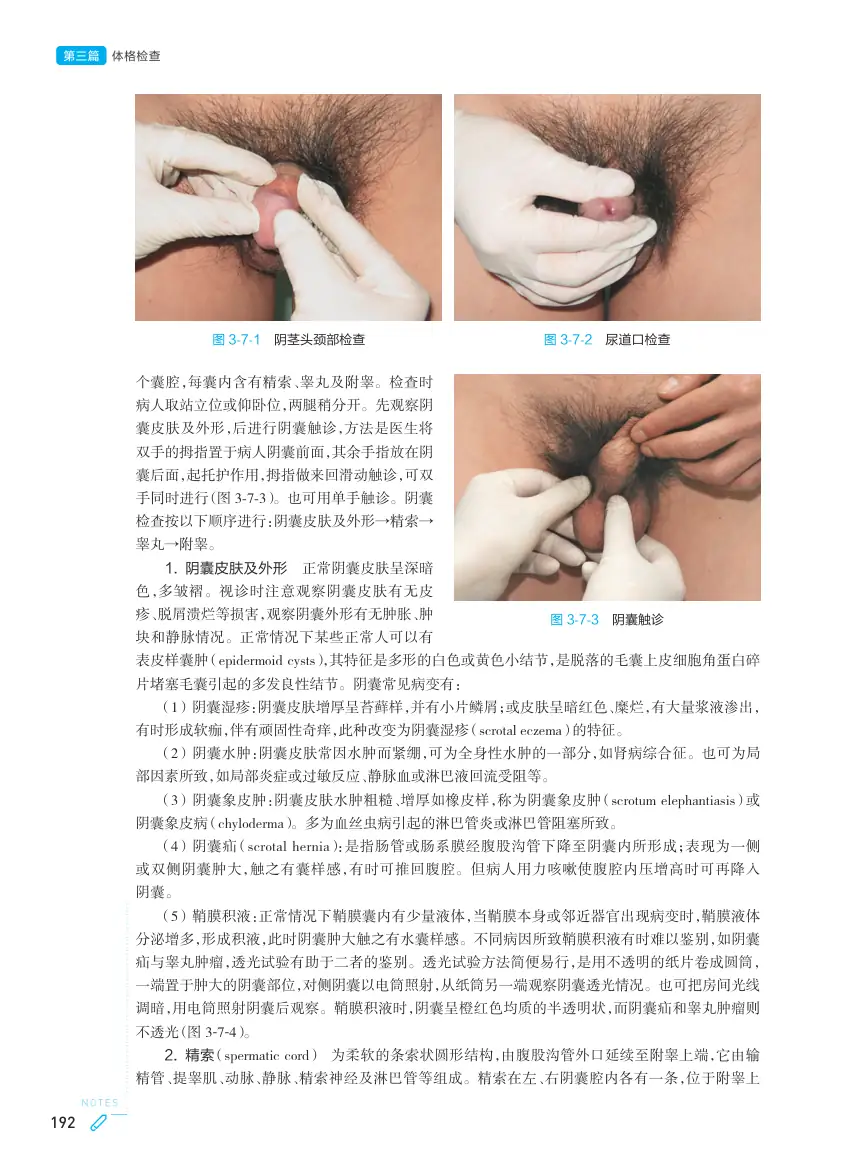 第三篇 体格检查
图 3-7-1 阴茎头颈部检查
图 3-7-2 尿道口检查
个囊腔,每囊内含有精索、睾丸及附睾。检查时
病人取站立位或仰卧位,两腿稍分开。先观察阴
囊皮肤及外形,后进行阴囊触诊,方法是医生将
双手的拇指置于病人阴囊前面,其余手指放在阴
囊后面,起托护作用,拇指做来回滑动触诊,可双
手同时进行(图 3-7-3)。也可用单手触诊。阴囊
检查按以下顺序进行:阴囊皮肤及外形→精索→
睾丸→附睾。
1. 阴囊皮肤及外形 正常阴囊皮肤呈深暗
色,多皱褶。视诊时注意观察阴囊皮肤有无皮
疹、脱屑溃烂等损害,观察阴囊外形有无肿胀、肿
块和静脉情况。正常情况下某些正常人可以有
图 3-7-3 阴囊触诊
表皮样囊肿(epidermoid cysts),其特征是多形的白色或黄色小结节,是脱落的毛囊上皮细胞角蛋白碎
片堵塞毛囊引起的多发良性结节。阴囊常见病变有:
(1)阴囊湿疹:阴囊皮肤增厚呈苔藓样,并有小片鳞屑;或皮肤呈暗红色、糜烂,有大量浆液渗出,
有时形成软痂,伴有顽固性奇痒,此种改变为阴囊湿疹(scrotal eczema)的特征。
(2)阴囊水肿:阴囊皮肤常因水肿而紧绷,可为全身性水肿的一部分,如肾病综合征。也可为局
部因素所致,如局部炎症或过敏反应、静脉血或淋巴液回流受阻等。
(3)阴囊象皮肿:阴囊皮肤水肿粗糙、增厚如橡皮样,称为阴囊象皮肿(scrotum elephantiasis)或
阴囊象皮病(chyloderma)。多为血丝虫病引起的淋巴管炎或淋巴管阻塞所致。
(4)阴囊疝(scrotal hernia):是指肠管或肠系膜经腹股沟管下降至阴囊内所形成;表现为一侧
或双侧阴囊肿大,触之有囊样感,有时可推回腹腔。但病人用力咳嗽使腹腔内压增高时可再降入
阴囊。
(5)鞘膜积液:正常情况下鞘膜囊内有少量液体,当鞘膜本身或邻近器官出现病变时,鞘膜液体
分泌增多,形成积液,此时阴囊肿大触之有水囊样感。不同病因所致鞘膜积液有时难以鉴别,如阴囊
疝与睾丸肿瘤,透光试验有助于二者的鉴别。透光试验方法简便易行,是用不透明的纸片卷成圆筒,
一端置于肿大的阴囊部位,对侧阴囊以电筒照射,从纸筒另一端观察阴囊透光情况。也可把房间光线
调暗,用电筒照射阴囊后观察。鞘膜积液时,阴囊呈橙红色均质的半透明状,而阴囊疝和睾丸肿瘤则
不透光(图 3-7-4)。
2. 精索(spermatic cord) 为柔软的条索状圆形结构,由腹股沟管外口延续至附睾上端,它由输
精管、提睾肌、动脉、静脉、精索神经及淋巴管等组成。精索在左、右阴囊腔内各有一条,位于附睾上
NOTES
192